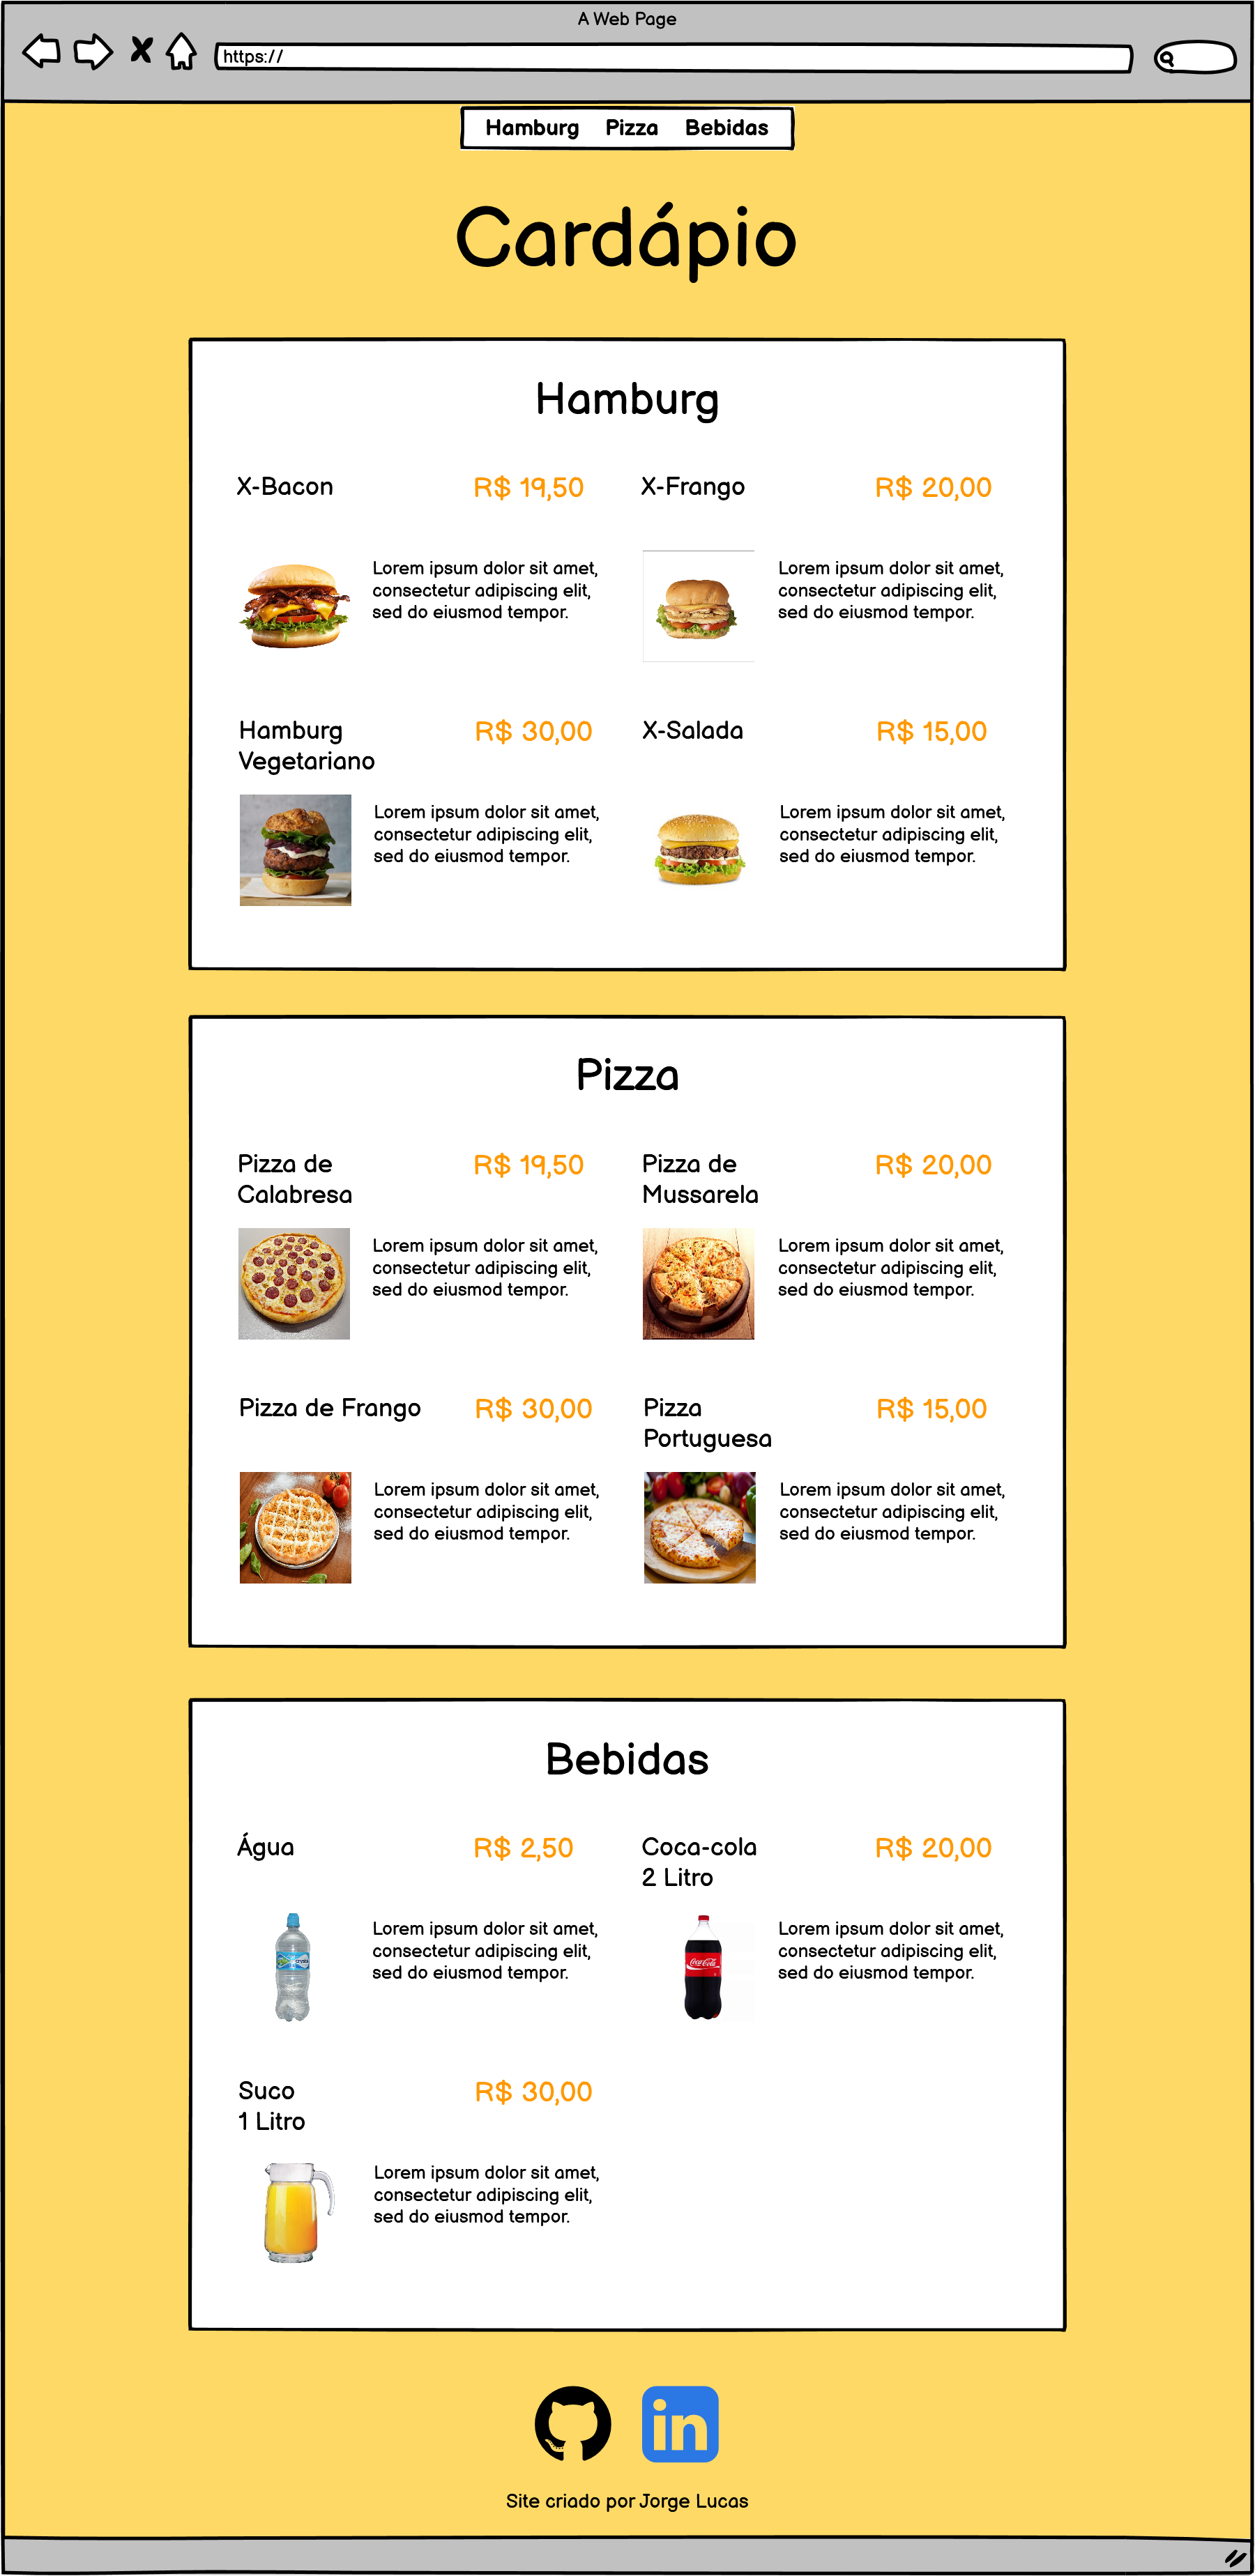 A Web Page
https://
Hamburg Pizza Bebidas
Cardápio
Hamburg
X-Bacon R$ 19,50
Lorem ipsum dolor sit amet,
consectetur adipiscing elit,
sed do eiusmod tempor.
X-Frango R$ 20,00
Lorem ipsum dolor sit amet,
consectetur adipiscing elit,
sed do eiusmod tempor.
Hamburg R$ 30,00
Vegetariano
Lorem ipsum dolor sit amet,
consectetur adipiscing elit,
sed do eiusmod tempor.
X-Salada R$ 15,00
Lorem ipsum dolor sit amet,
consectetur adipiscing elit,
sed do eiusmod tempor.
Pizza
Pizza de R$ 19,50
Calabresa
Lorem ipsum dolor sit amet,
consectetur adipiscing elit,
sed do eiusmod tempor.
Pizza de R$ 20,00
Mussarela
Lorem ipsum dolor sit amet,
consectetur adipiscing elit,
sed do eiusmod tempor.
Pizza de Frango R$ 30,00
Lorem ipsum dolor sit amet,
consectetur adipiscing elit,
sed do eiusmod tempor.
Pizza R$ 15,00
Portuguesa
Lorem ipsum dolor sit amet,
consectetur adipiscing elit,
sed do eiusmod tempor.
Bebidas
Água R$ 2,50
Lorem ipsum dolor sit amet,
consectetur adipiscing elit,
sed do eiusmod tempor.
Coca-cola R$ 20,00
2 Litro
Coca-Cola
Lorem ipsum dolor sit amet,
consectetur adipiscing elit,
sed do eiusmod tempor.
Suco R$ 30,00
1 Litro
Lorem ipsum dolor sit amet,
consectetur adipiscing elit,
sed do eiusmod tempor.
in
Site criado por Jorge Lucas